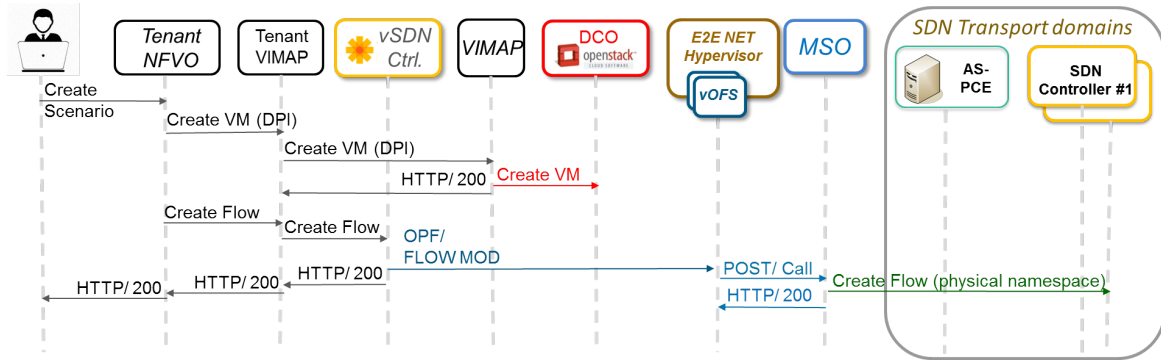 SDN Transport domains
Tenant
NFVO
Tenant
VIMAP
vSDN
Ctrl.
VIMAP
DCO
openstack
CLOUD SOFTWARE
E2E NET
Hypervisor
vOFS
MSO
AS-
PCE
SDN
Controller #1
Create
Scenario
Create VM (DPI)
Create VM (DPI)
HTTP/ 200
Create VM
Create Flow
Create Flow
OPF/
FLOW MOD
HTTP/ 200
HTTP/ 200
HTTP/ 200
POST/ Call
HTTP/ 200
Create Flow (physical namespace)